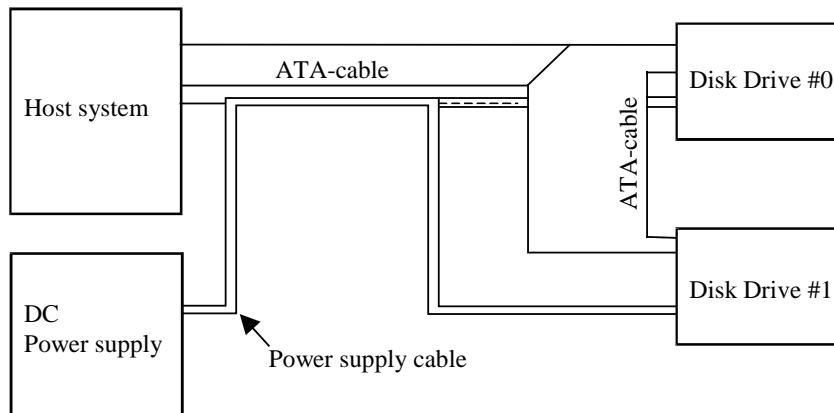 Host system
ATA-cable
Disk Drive #0
ATA-cable
Disk Drive #1
DC
Power supply
Power supply cable